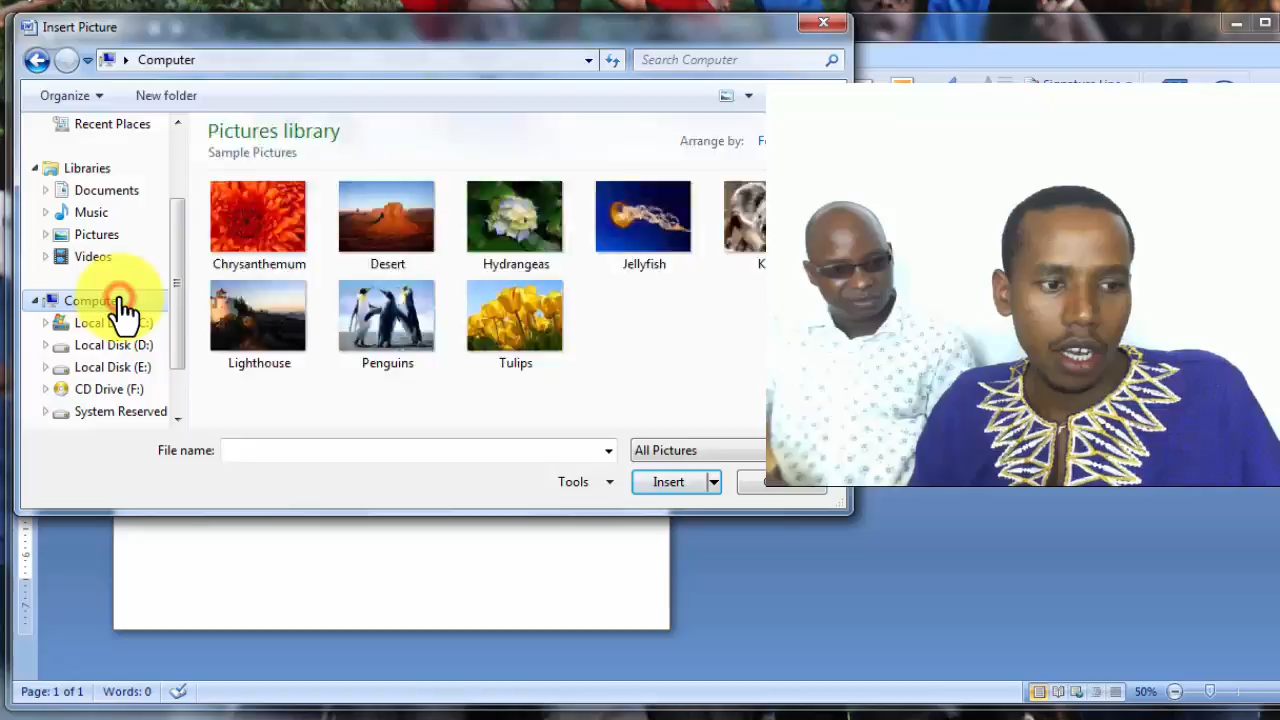 Insert Picture
Computer
Search Computer
Organize
New folder
Recent Places
Libraries
Documents
Music
Pictures
Videos
Local Disk (D:)
Local Disk (E:)
CD Drive (F:)
System Reserved
Pictures library
Sample Pictures
Arrange by:
Chrysanthemum
Desert
Hydrangeas
Jellyfish
K
Lighthouse
Penguins
Tulips
File name:
All Pictures
Tools
Insert
Page: 1 of 1
Words: 0
50%